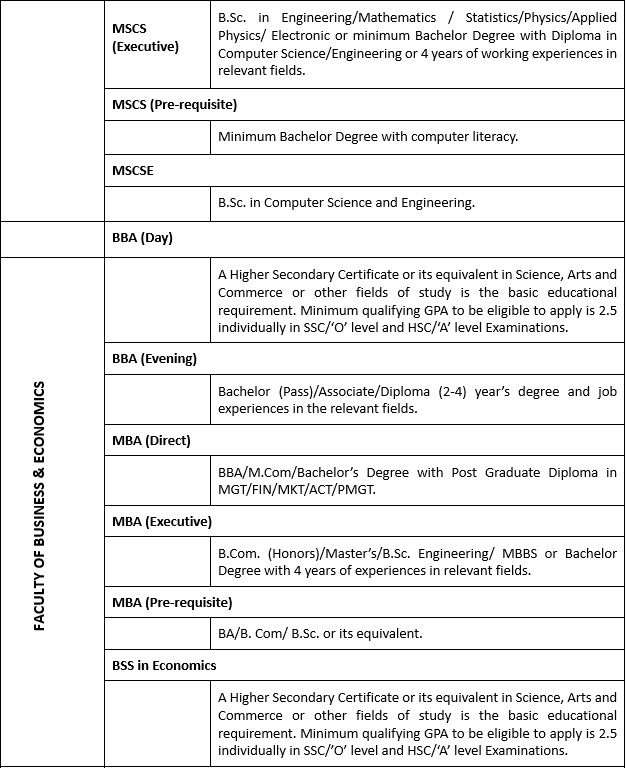 MSCS
(Executive)
B.Sc. in Engineering/Mathematics / Statistics/Physics/Applied
Physics/ Electronic or minimum Bachelor Degree with Diploma in
Computer Science/Engineering or 4 years of working experiences in
relevant fields.
MSCS (Pre-requisite)
Minimum Bachelor Degree with computer literacy.
MSCSE
B.Sc. in Computer Science and Engineering.
BBA (Day)
FACULTY OF BUSINESS & ECONOMICS
A Higher Secondary Certificate or its equivalent in Science, Arts and
Commerce or other fields of study is the basic educational
requirement. Minimum qualifying GPA to be eligible to apply is 2.5
individually in SSC/‘O’ level and HSC/‘A’ level Examinations.
BBA (Evening)
Bachelor (Pass)/Associate/Diploma (2-4) year’s degree and job
experiences in the relevant fields.
MBA (Direct)
BBA/M.Com/Bachelor’s Degree with Post Graduate Diploma in
MGT/FIN/MKT/ACT/PMGT.
MBA (Executive)
B.Com. (Honors)/Master’s/B.Sc. Engineering/ MBBS or Bachelor
Degree with 4 years of experiences in relevant fields.
MBA (Pre-requisite)
BA/B. Com/ B.Sc. or its equivalent.
BSS in Economics
A Higher Secondary Certificate or its equivalent in Science, Arts and
Commerce or other fields of study is the basic educational
requirement. Minimum qualifying GPA to be eligible to apply is 2.5
individually in SSC/’O’ level and HSC/‘A’ level Examinations.